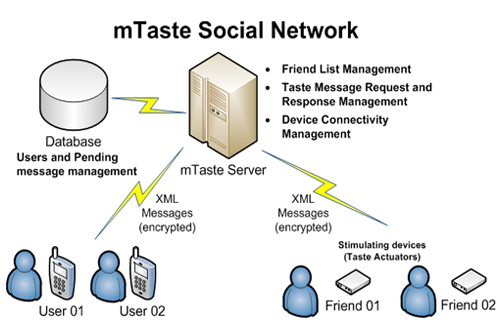 mTaste Social Network
• Friend List Management
• Taste Message Request and
Response Management
• Device Connectivity
Management
Database
Users and Pending
message management
mTaste Server
XML
Messages
(encrypted)
XML
Messages
(encrypted)
Stimulating devices
(Taste Actuators)
User 01
User 02
Friend 01
Friend 02